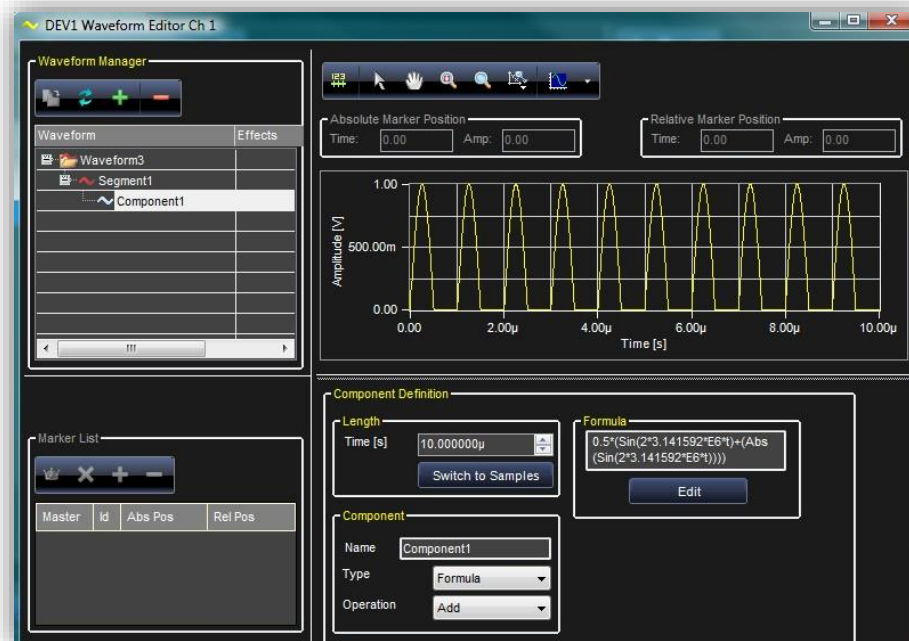 DEV1 Waveform Editor Ch 1
Waveform Manager
Waveform Effects
Waveform3
Segment1
Component1
Marker List
Master Id Abs Pos Rel Pos
123
Absolute Marker Position
Time: 0.00 Amp: 0.00
Relative Marker Position
Time: 0.00 Amp: 0.00
Amplitude [V]
1.00
500.00m
0.00
0.00 2.00µ 4.00µ 6.00µ 8.00µ 10.00µ
Time [s]
Component Definition
Length
Time [s] 10.000000µ
Switch to Samples
Formula
0.5*(Sin(2*3.141592*E6*t)+(Abs
(Sin(2*3.141592*E6*t))))
Edit
Component
Name Component1
Type Formula
Operation Add